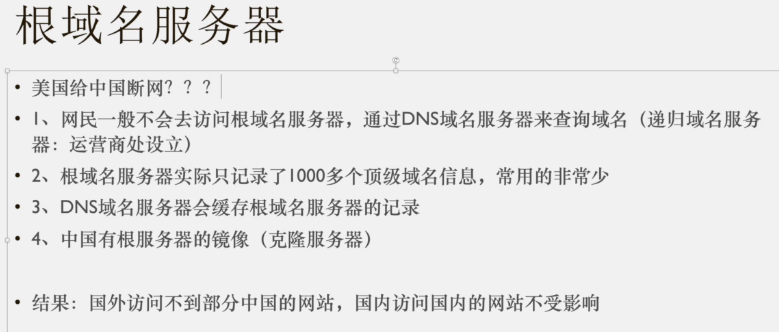 根域名服务器
• 美国给中国断网？？？
• 1、网民一般不会去访问根域名服务器，通过DNS域名服务器来查询域名（递归域名服务
器：运营商处设立）
• 2、根域名服务器实际只记录了1000多个顶级域名信息，常用的非常少
• 3、DNS域名服务器会缓存根域名服务器的记录
• 4、中国有根服务器的镜像（克隆服务器）
• 结果：国外访问不到部分中国的网站，国内访问国内的网站不受影响